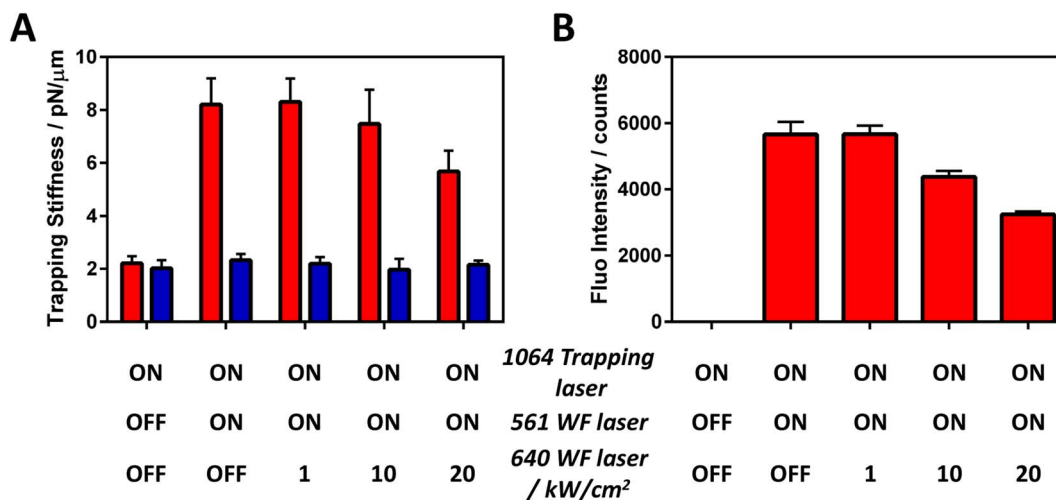 A
B
Trapping Stiffness / pN/μm
10
8
6
4
2
0
Fluo Intensity / counts
8000
6000
4000
2000
0
ON ON ON ON ON 1064 Trapping laser ON ON ON ON ON
OFF ON ON ON ON 561 WF laser OFF ON ON ON ON
OFF OFF 1 10 20 640 WF laser / kW/cm² OFF OFF 1 10 20